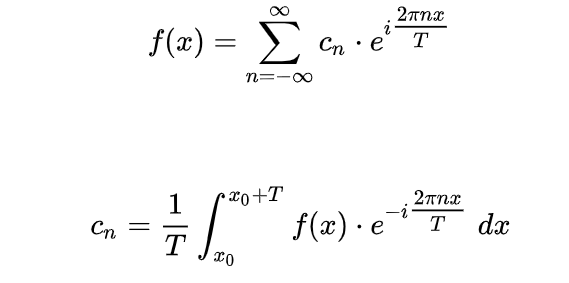 f(x) = \sum_{n=-\infty}^{\infty} c_n \cdot e^{i \frac{2\pi nx}{T}}
c_n = \frac{1}{T} \int_{x_0}^{x_0+T} f(x) \cdot e^{-i \frac{2\pi nx}{T}} \, dx